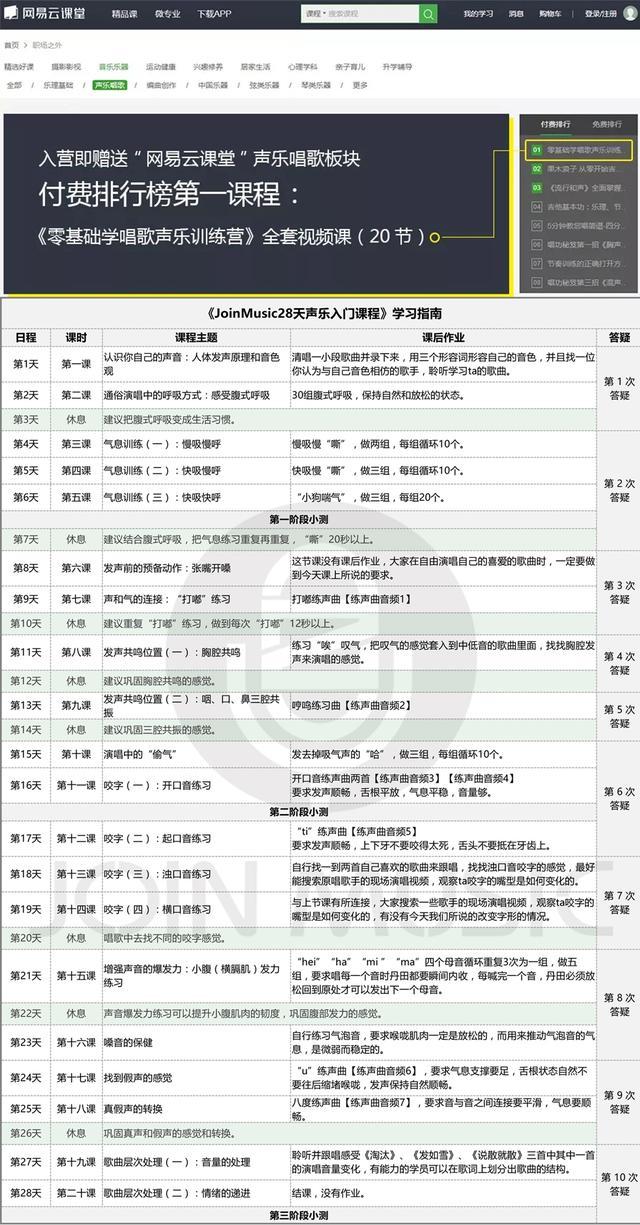 网易云课堂 精品课 微专业 下载APP 课程 搜索课程 我的学习 消息 购物车 登录/注册
首页 > 职场之外
精选好课 摄影影视 音乐乐器 运动健康 兴趣修养 居家生活 心理学科 亲子育儿 升学辅导
全部 / 乐理基础 / 声乐唱歌 / 编曲创作 / 中国乐器 / 弦类乐器 / 琴类乐器 / 更多
入营即赠送“网易云课堂”声乐唱歌板块
付费排行榜第一课程：
《零基础学唱歌声乐训练营》全套视频课（20 节）
付费排行 免费排行
01 零基础学唱歌声乐训练..
02 果木浪子 从零开始吉..
03 《流行和声》全面掌握..
04 吉他基本功：乐理、节..
05 5分钟教您唱简谱·四分..
06 唱功秘笈第一招《胸声..
07 节奏训练的正确打开方..
08 唱功秘笈第三招《混声..
《JoinMusic28天声乐入门课程》学习指南
日程 课时 课程主题 课后作业 答疑
第1天 第一课 认识你自己的声音：人体发声原理和音色
观
清唱一小段歌曲并录下来，用三个形容词形容自己的音色，并且找一位
你认为与自己音色相仿的歌手，聆听学习ta的歌曲。
第 1 次
答疑
第2天 第二课 通俗演唱中的呼吸方式：感受腹式呼吸 30组腹式呼吸，保持自然和放松的状态。
第3天 休息 建议把腹式呼吸变成生活习惯。
第4天 第三课 气息训练（一）：慢吸慢呼 慢吸慢“嘶”，做两组，每组循环10个。
第5天 第四课 气息训练（二）：快吸慢呼 快吸慢“嘶”，做三组，每组循环10个。
第 2 次
答疑
第6天 第五课 气息训练（三）：快吸快呼 “小狗喘气”，做三组，每组20个。
第一阶段小测
第7天 休息 建议结合腹式呼吸，把气息练习重复再重复，“嘶”20秒以上。
第8天 第六课 发声前的预备动作：张嘴开嗓
这节课没有课后作业，大家在自由演唱自己的喜爱的歌曲时，一定要做
到今天课上所说的要求。
第 3 次
答疑
第9天 第七课 声和气的连接：“打嘟”练习 打嘟练声曲【练声曲音频1】
第10天 休息 建议重复“打嘟”练习，做到每次“打嘟”12秒以上。
第11天 第八课 发声共鸣位置（一）：胸腔共鸣
练习“唉”叹气，把叹气的感觉套入到中低音的歌曲里面，找找胸腔发
声来演唱的感觉。
第 4 次
答疑
第12天 休息 建议巩固胸腔共鸣的感觉。
第13天 第九课 发声共鸣位置（二）：咽、口、鼻三腔共
振
哼鸣练习曲【练声曲音频2】
第 5 次
答疑
第14天 休息 建议巩固三腔共振的感觉。
第15天 第十课 演唱中的“偷气” 发去掉吸气声的“哈”，做三组，每组循环10个。
第16天 第十一课 咬字（一）：开口音练习
开口音练声曲两首【练声曲音频3】【练声曲音频4】
要求发声顺畅，舌根平放，气息平稳，音量够。
第 6 次
答疑
第二阶段小测
第17天 第十二课 咬字（二）：起口音练习
“ti”练声曲【练声曲音频5】
要求发声顺畅，上下牙不要咬得太死，舌头不要抵在牙齿上。
第18天 第十三课 咬字（三）：浊口音练习
自行找一到两首自己喜欢的歌曲来跟唱，找找浊口音咬字的感觉，最好
能搜索原唱歌手的现场演唱视频，观察ta咬字的嘴型是如何变化的。
第 7 次
答疑
第19天 第十四课 咬字（四）：横口音练习
与上节课有所连接，大家搜索一些歌手的现场演唱视频，观察ta咬字的
嘴型是如何变化的，有没有今天我们所说的改变字形的情况。
第20天 休息 唱歌中去找不同的咬字感觉。
第21天 第十五课 增强声音的爆发力：小腹（横膈肌）发力
练习
“hei”“ha”“mi ”“ma”四个母音循环重复3次为一组，做五
组，要求唱每一个音时丹田都要瞬间内收，每喊完一个音，丹田必须放
松回到原处才可以发出下一个母音。
第 8 次
答疑
第22天 休息 声音爆发力练习可以提升小腹肌肉的韧度，巩固腹部发力的感觉。
第23天 第十六课 嗓音的保健
自行练习气泡音，要求喉咙肌肉一定是放松的，而用来推动气泡音的气
息，是微弱而稳定的。
第24天 第十七课 找到假声的感觉
“u”练声曲【练声曲音频6】，要求气息支撑要足，舌根状态自然不
要往后缩堵喉咙，发声保持自然顺畅。
第 9 次
答疑
第25天 第十八课 真假声的转换
八度练声曲【练声曲音频7】，要求音与音之间连接要平滑，气息要顺
畅。
第26天 休息 巩固真声和假声的感觉和转换。
第27天 第十九课 歌曲层次处理（一）：音量的处理
聆听并跟唱感受《淘汰》、《发如雪》、《说散就散》三首中其中一首
的演唱音量变化，有能力的学员可以在歌词上划分出歌曲的结构。
第 10 次
答疑
第28天 第二十课 歌曲层次处理（二）：情绪的递进 结课，没有作业。
第三阶段小测
JOIN MUSIC